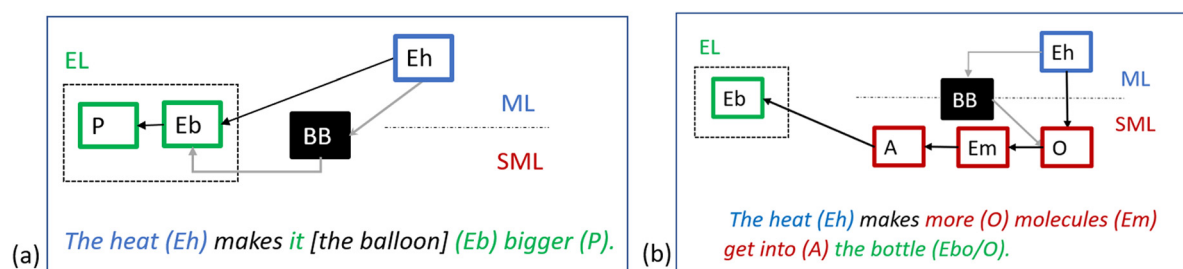 EL
Eh
P
Eb
BB
ML
SML
(a)
The heat (Eh) makes it [the balloon] (Eb) bigger (P).
EL
Eh
Eb
BB
ML
SML
A
Em
O
(b)
The heat (Eh) makes more (O) molecules (Em)
get into (A) the bottle (Ebo/O).